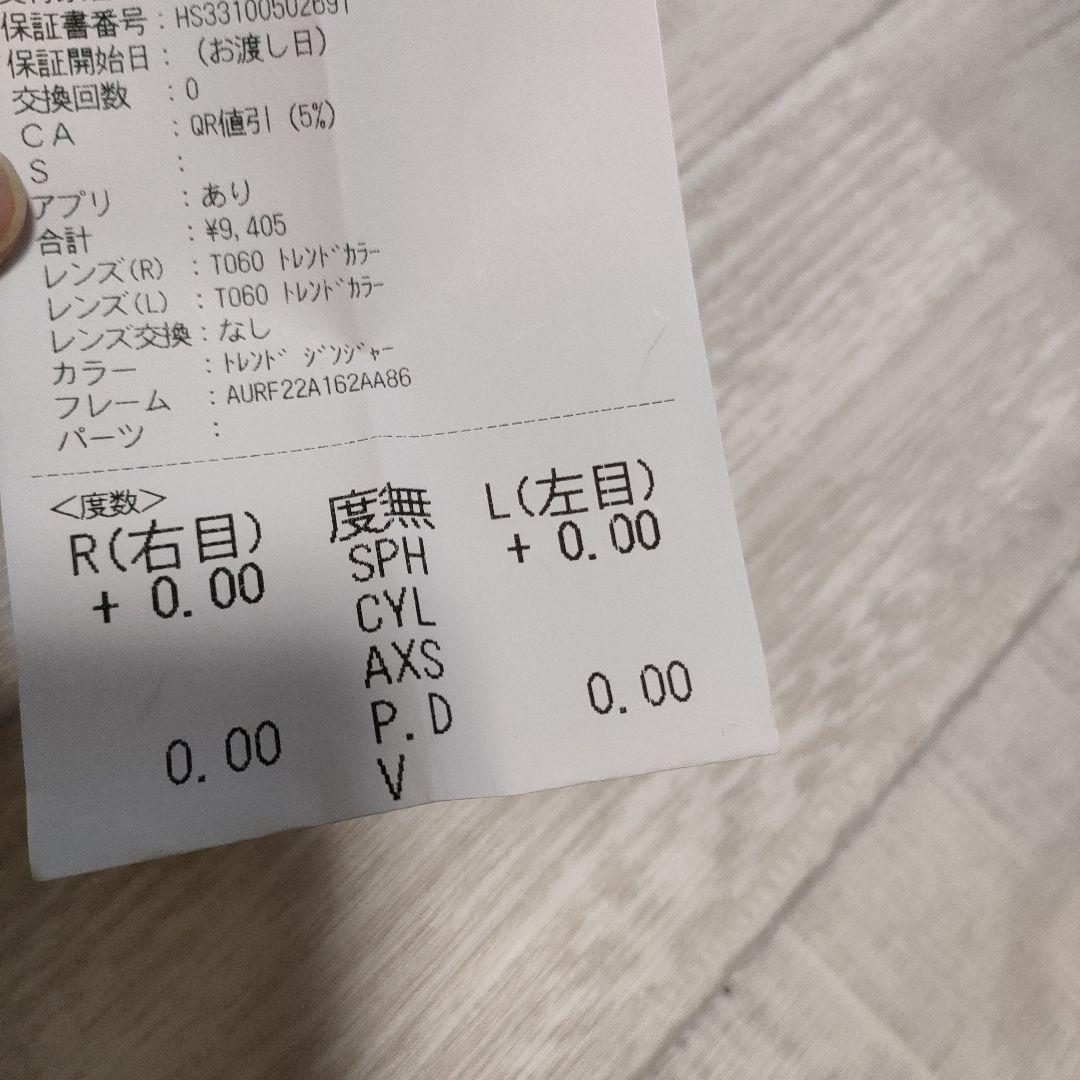 保証書番号：HS33100502691
保証開始日：（お渡し日）
交換回数：0
CA：QR値引（5%）
S：
アプリ：あり
合計：¥9,405
レンズ(R)：T060 ﾄﾚﾝﾄﾞｶﾗｰ
レンズ(L)：T060 ﾄﾚﾝﾄﾞｶﾗｰ
レンズ交換：なし
カラー：ﾄﾚﾝﾄﾞ ｼﾞﾝｼﾞｬｰ
フレーム：AURF22A162AA86
パーツ：
<度数>
R(右目) 度無 L(左目)
+ 0.00 SPH + 0.00
CYL
AXS
0.00 P.D 0.00
V